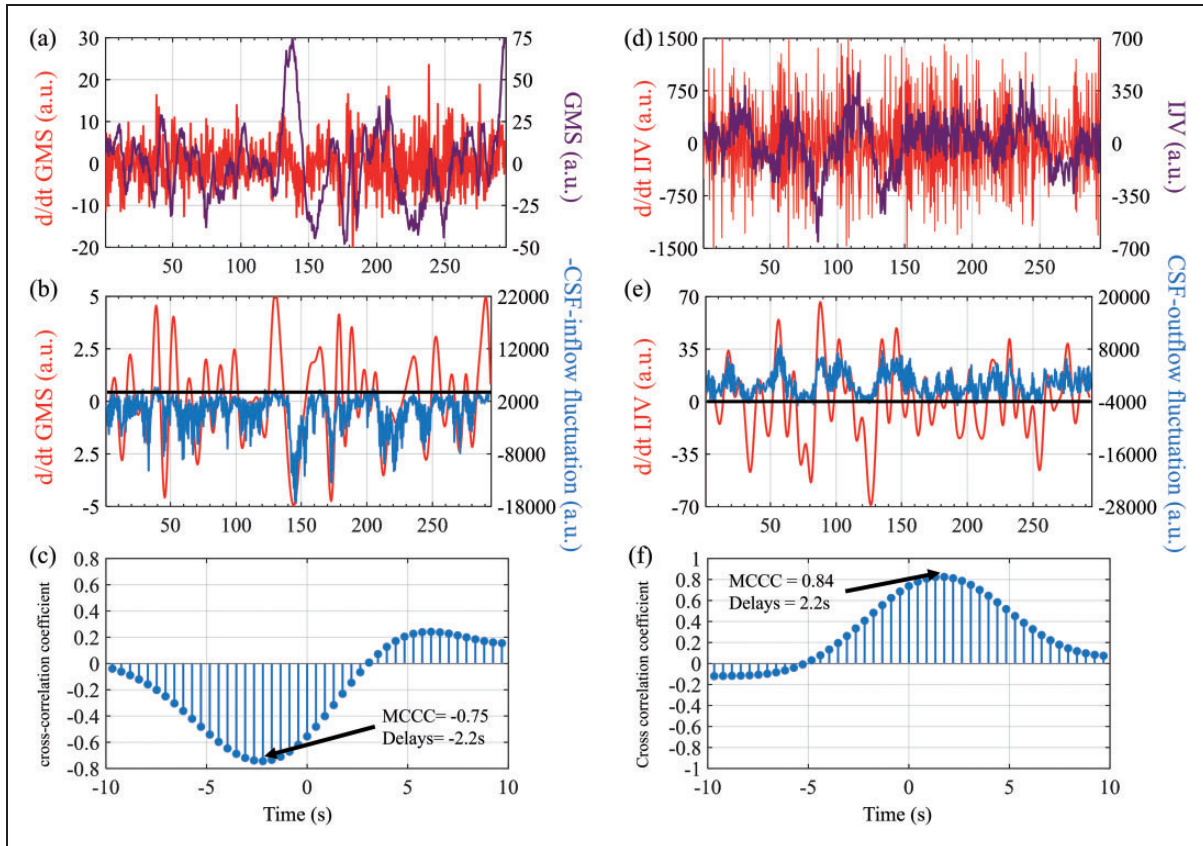 (a)
30
20
10
0
-10
-20
d/dt GMS (a.u.)
75
50
25
0
-25
-50
GMS (a.u.)
50 100 150 200 250
(b)
5
2.5
0
2.5
-5
d/dt GMS (a.u.)
22000
12000
2000
-8000
-18000
-CSF-inflow fluctuation (a.u.)
50 100 150 200 250
(c)
0.8
0.6
0.4
0.2
0
-0.2
-0.4
-0.6
-0.8
cross-correlation coefficient
MCCC= -0.75
Delays= -2.2s
-10 -5 0 5 10
Time (s)
(d)
1500
750
0
-750
-1500
d/dt IJV (a.u.)
700
350
0
-350
-700
IJV (a.u.)
50 100 150 200 250
(e)
70
35
0
-35
-70
d/dt IJV (a.u.)
20000
8000
-4000
-16000
-28000
CSF-outflow fluctuation (a.u.)
50 100 150 200 250
(f)
1
0.8
0.6
0.4
0.2
0
-0.2
-0.4
-0.6
-0.8
-1
Cross correlation coefficient
MCCC = 0.84
Delays = 2.2s
-10 -5 0 5 10
Time (s)